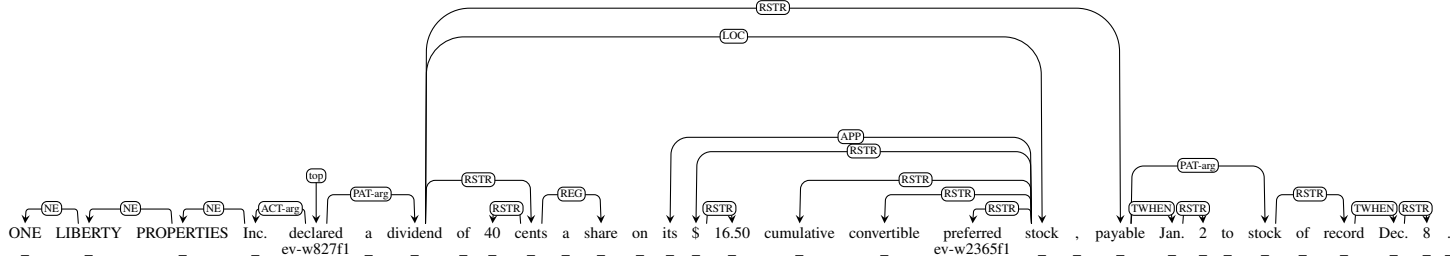 RSTR
LOC
APP
RSTR
PAT-arg
top RSTR RSTR
PAT-arg REG RSTR RSTR
NE NE NE ACT-arg RSTR RSTR RSTR TWHEN RSTR TWHEN RSTR
ONE LIBERTY PROPERTIES Inc. declared a dividend of 40 cents a share on its $ 16.50 cumulative convertible preferred stock , payable Jan. 2 to stock of record Dec. 8 .
_ _ _ _ ev-w827f1 _ _ _ _ _ _ _ _ _ _ _ _ _ ev-w2365f1 _ _ _ _ _ _ _ _ _ _ _ _